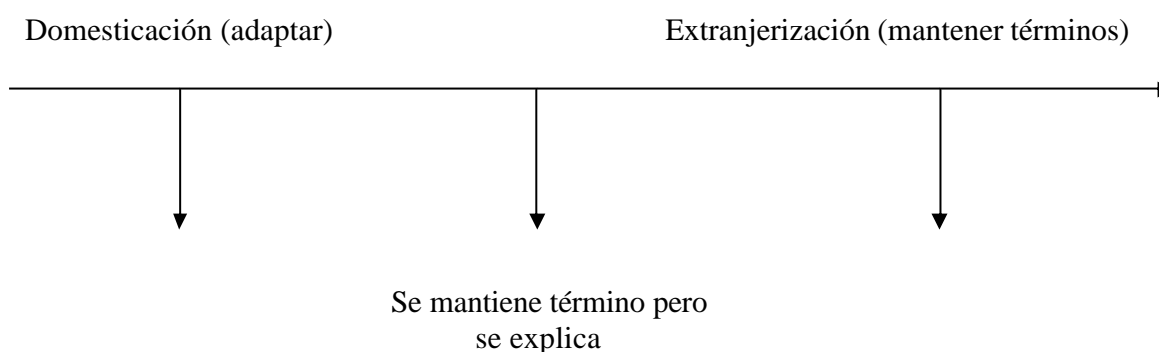 Domesticación (adaptar) Extranjerización (mantener términos)
Se mantiene término pero
se explica